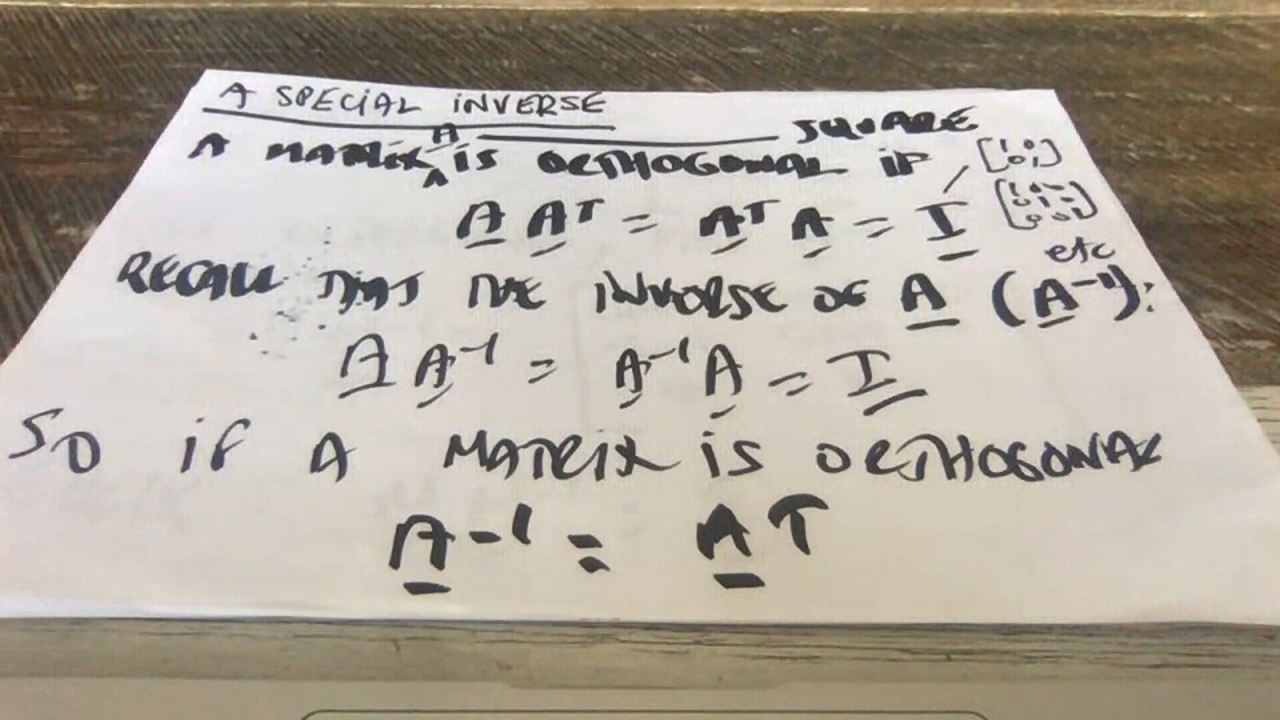 A SPECIAL INVERSE
SQUARE
A MATRIX A IS ORTHOGONAL IF
A Aᵀ = Aᵀ A = I
etc
RECALL THAT THE INVERSE OF A (A⁻¹):
A A⁻¹ = A⁻¹ A = I
SO IF A MATRIX IS ORTHOGONAL
A⁻¹ = Aᵀ